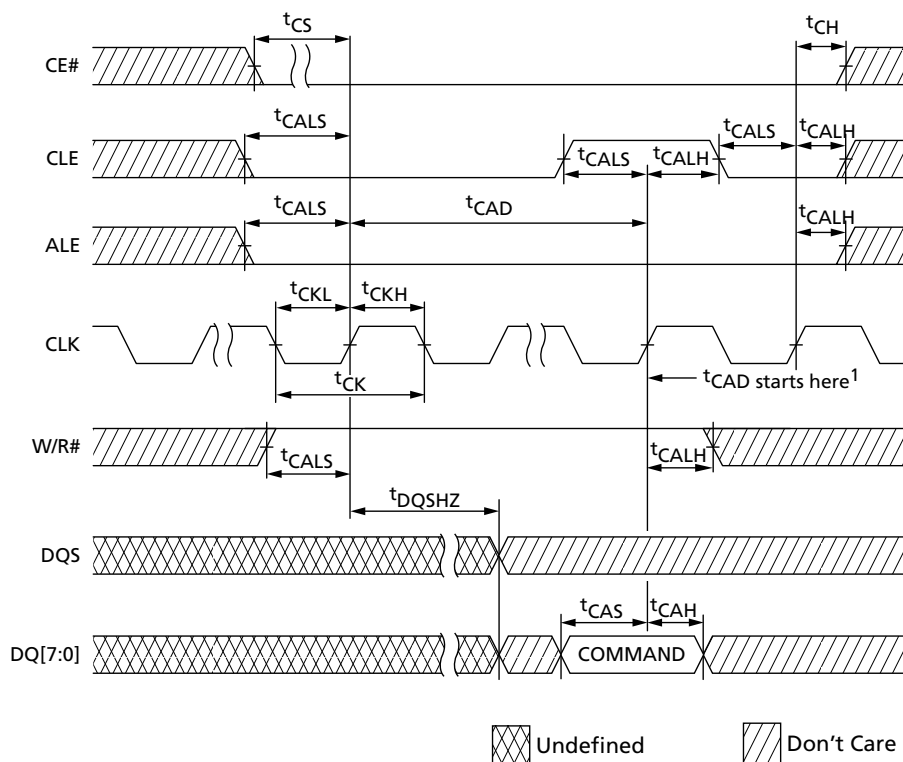 tCS
tCH
CE#
tCALS
tCALS
tCALH
tCALS
tCALH
CLE
tCALS
tCAD
tCALH
ALE
tCKL
tCKH
CLK
tCK
tCAD starts here1
W/R#
tCALS
tCALH
tDQSHZ
DQS
tCAS
tCAH
DQ[7:0]
COMMAND
Undefined
Don't Care